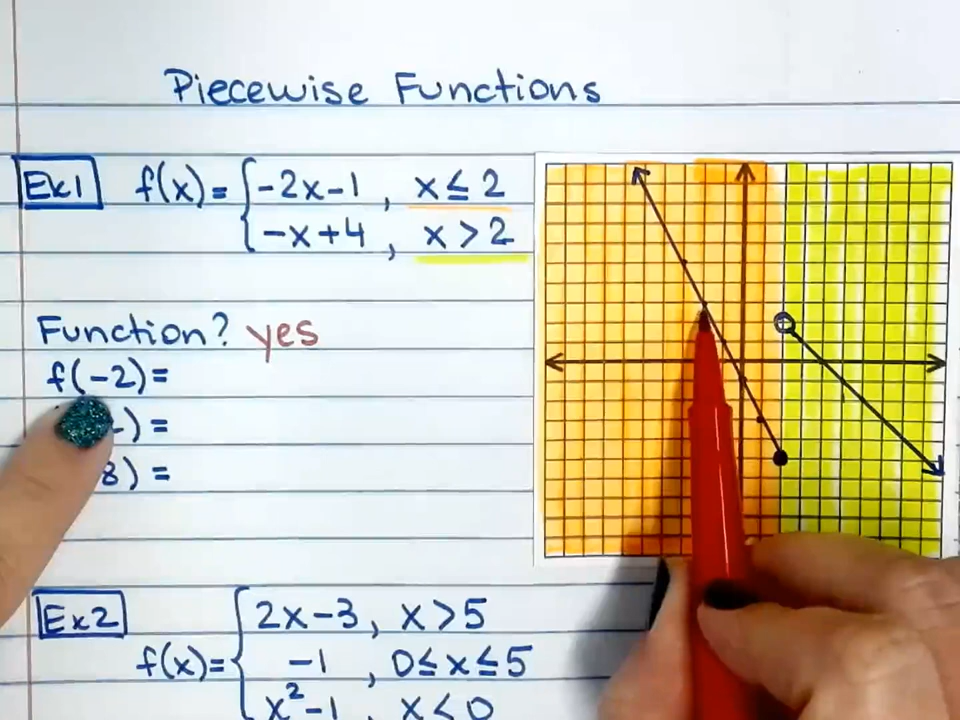 Piecewise Functions
Ex1 f(x)= { -2x-1 , x ≤ 2
-x+4 , x > 2
Function? yes
f(-2)=
) =
8) =
Ex2 2x-3, x>5
f(x)= { -1 , 0≤x≤5
x²-1, x<0